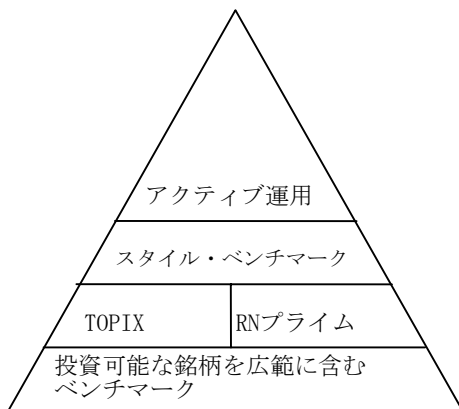 アクティブ運用
スタイル・ベンチマーク
TOPIX
RNプライム
投資可能な銘柄を広範に含む
ベンチマーク